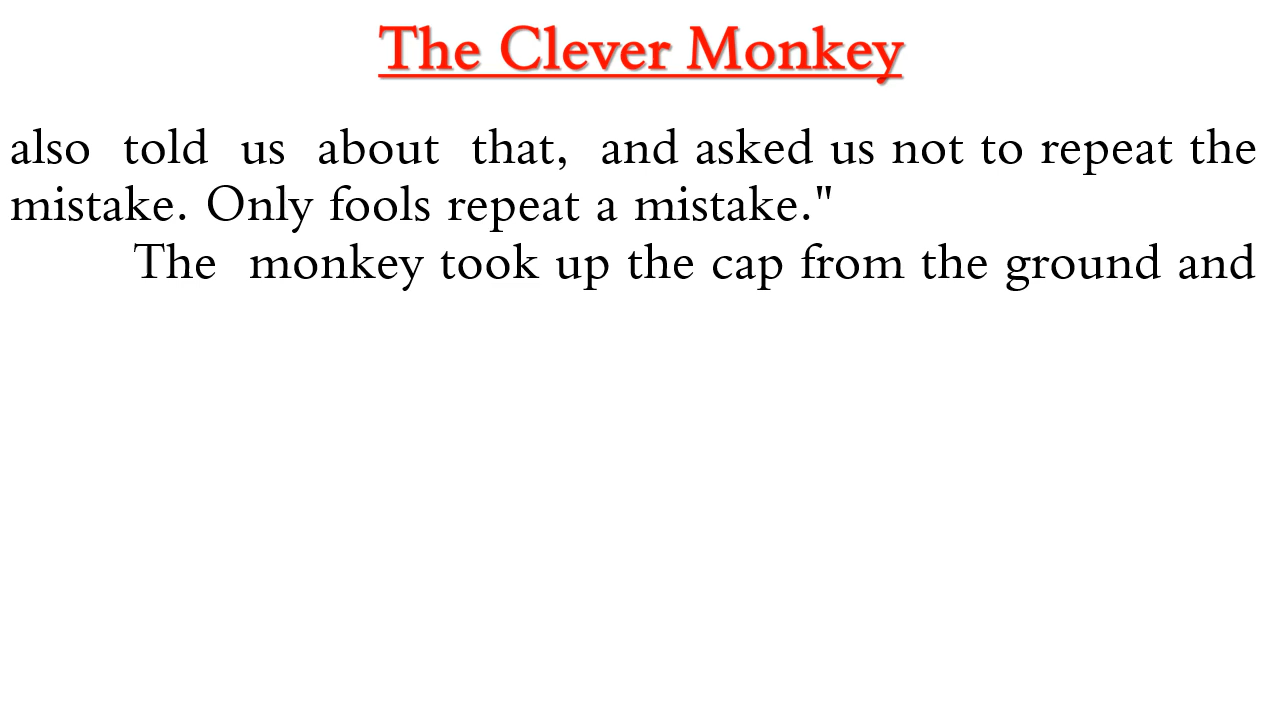 The Clever Monkey
also told us about that, and asked us not to repeat the
mistake. Only fools repeat a mistake."
The monkey took up the cap from the ground and